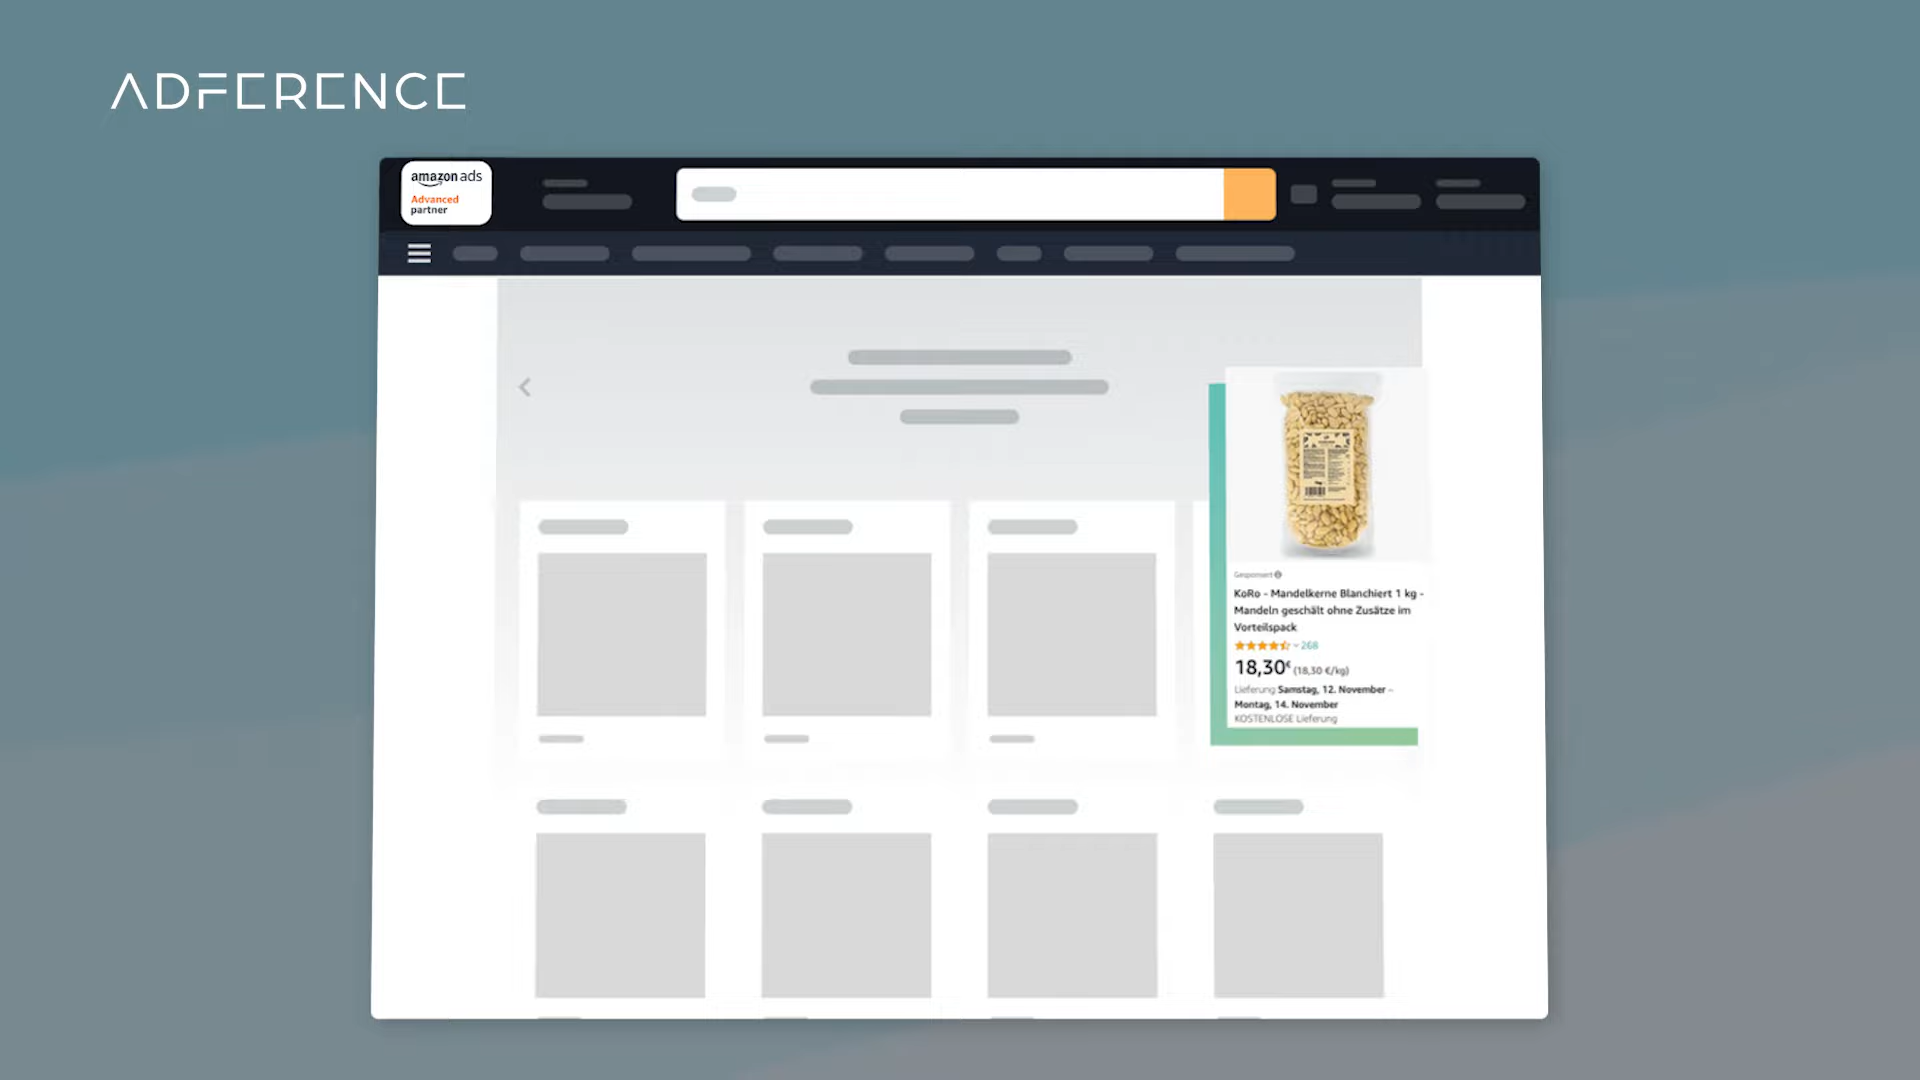 ADFERENCE
amazon ads
Advanced
partner
Gesponsert
KoRo - Mandelkerne Blanchiert 1 kg -
Mandeln geschält ohne Zusätze im
Vorteilspack
268
18,30€ (18,30 €/kg)
Lieferung Samstag, 12. November –
Montag, 14. November
KOSTENLOSE Lieferung